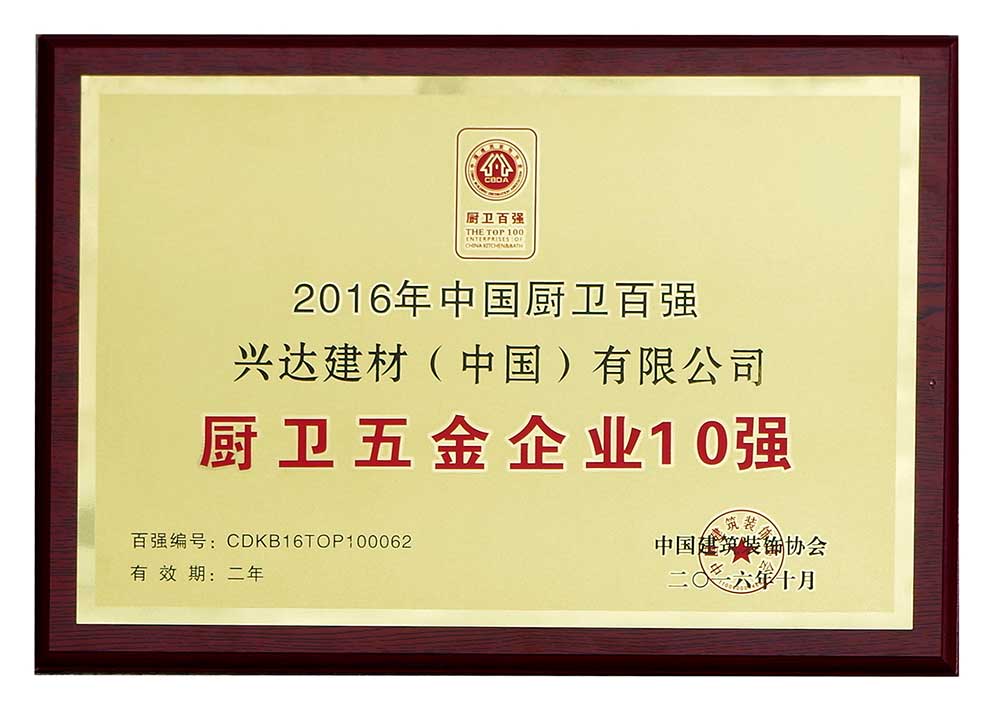 CBDA
厨卫百强
THE TOP 100
ENTERPRISES OF
CHINA KITCHEN&BATH
2016年中国厨卫百强
兴达建材（中国）有限公司
厨卫五金企业10强
百强编号：CDKB16TOP100062
有 效 期：二年
中国建筑装饰协会
二〇一六年十月